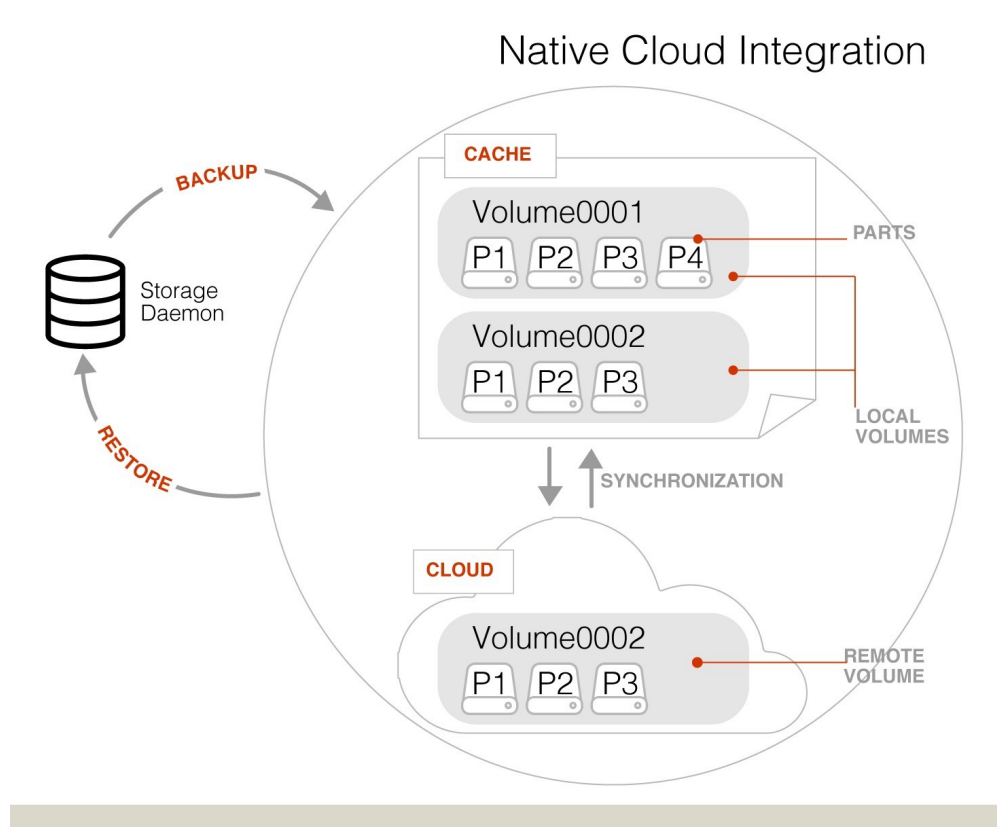 Native Cloud Integration
CACHE
BACKUP
Volume0001
P1 P2 P3 P4
PARTS
Storage
Daemon
Volume0002
P1 P2 P3
LOCAL
VOLUMES
RESTORE
SYNCHRONIZATION
CLOUD
Volume0002
P1 P2 P3
REMOTE
VOLUME